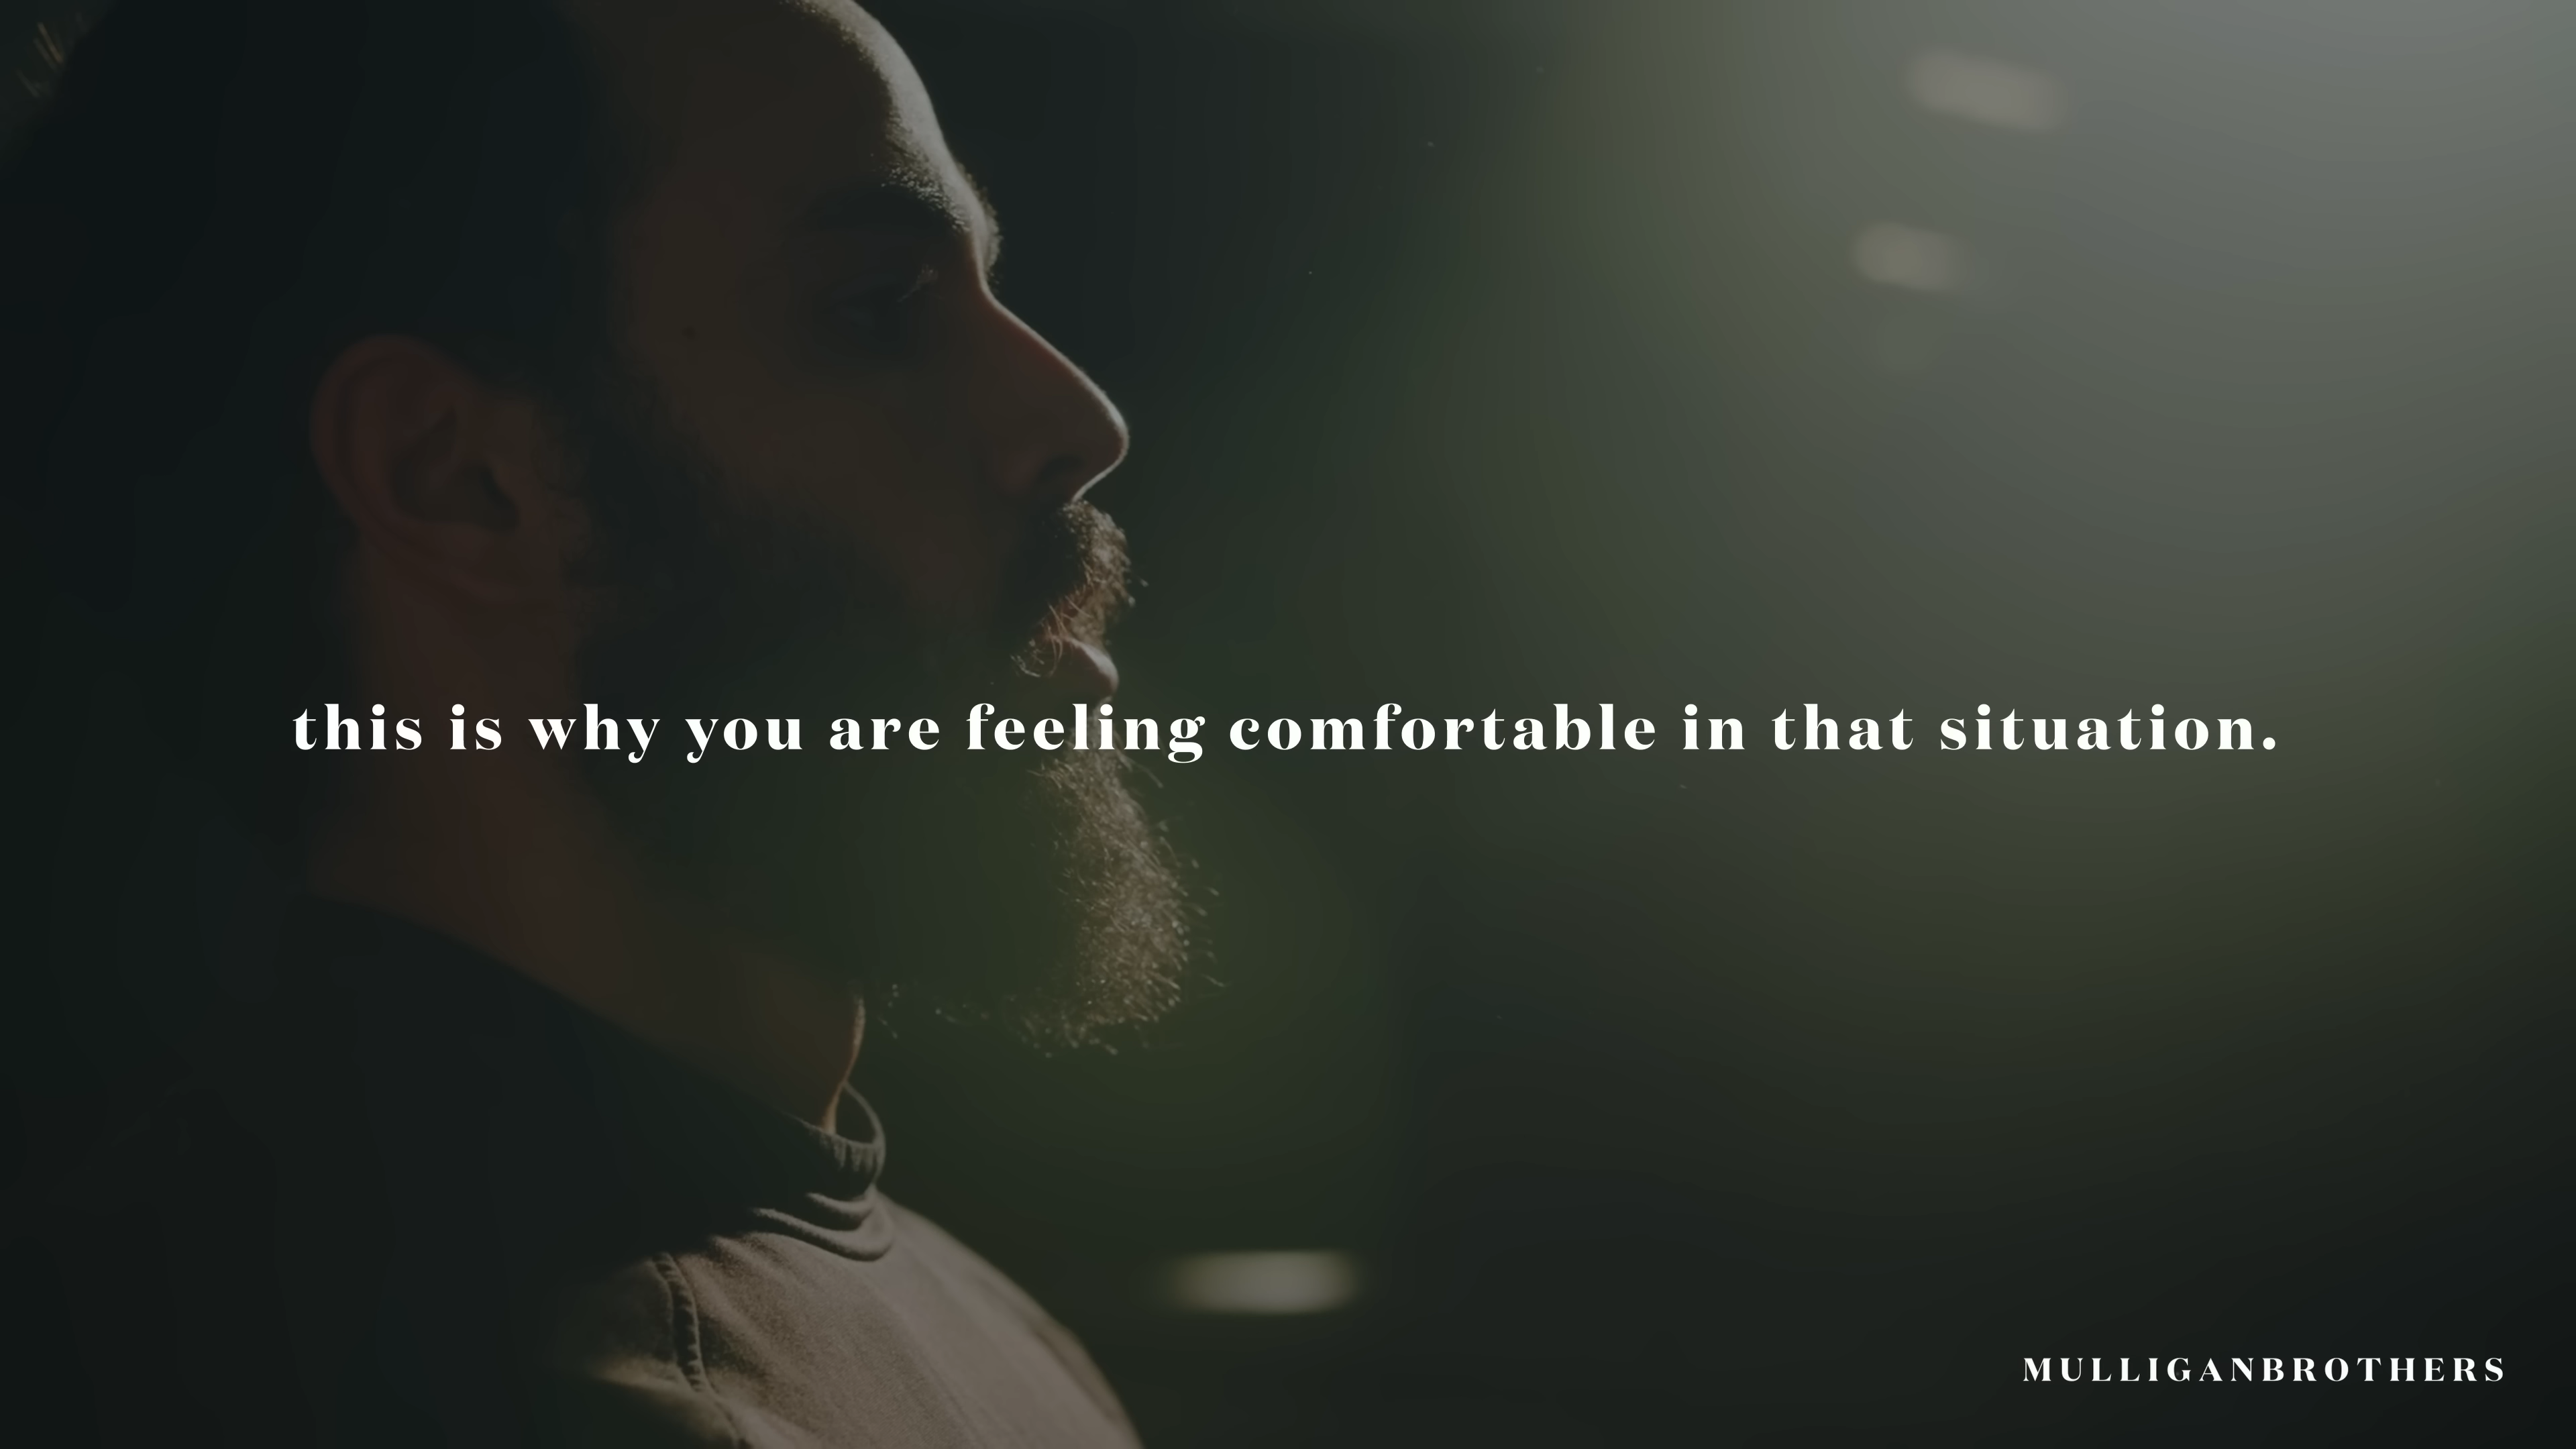 this is why you are feeling comfortable in that situation.
MULLIGANBROTHERS